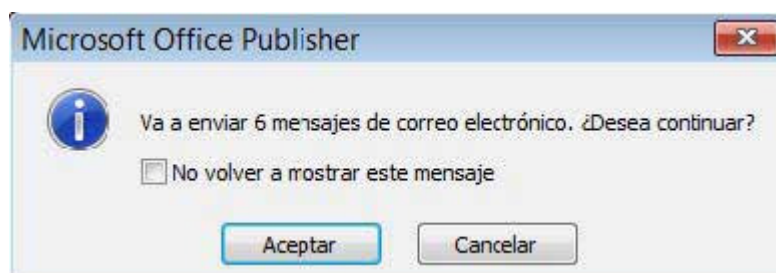 Microsoft Office Publisher
Va a enviar 6 mensajes de correo electrónico. ¿Desea continuar?
No volver a mostrar este mensaje
Aceptar
Cancelar